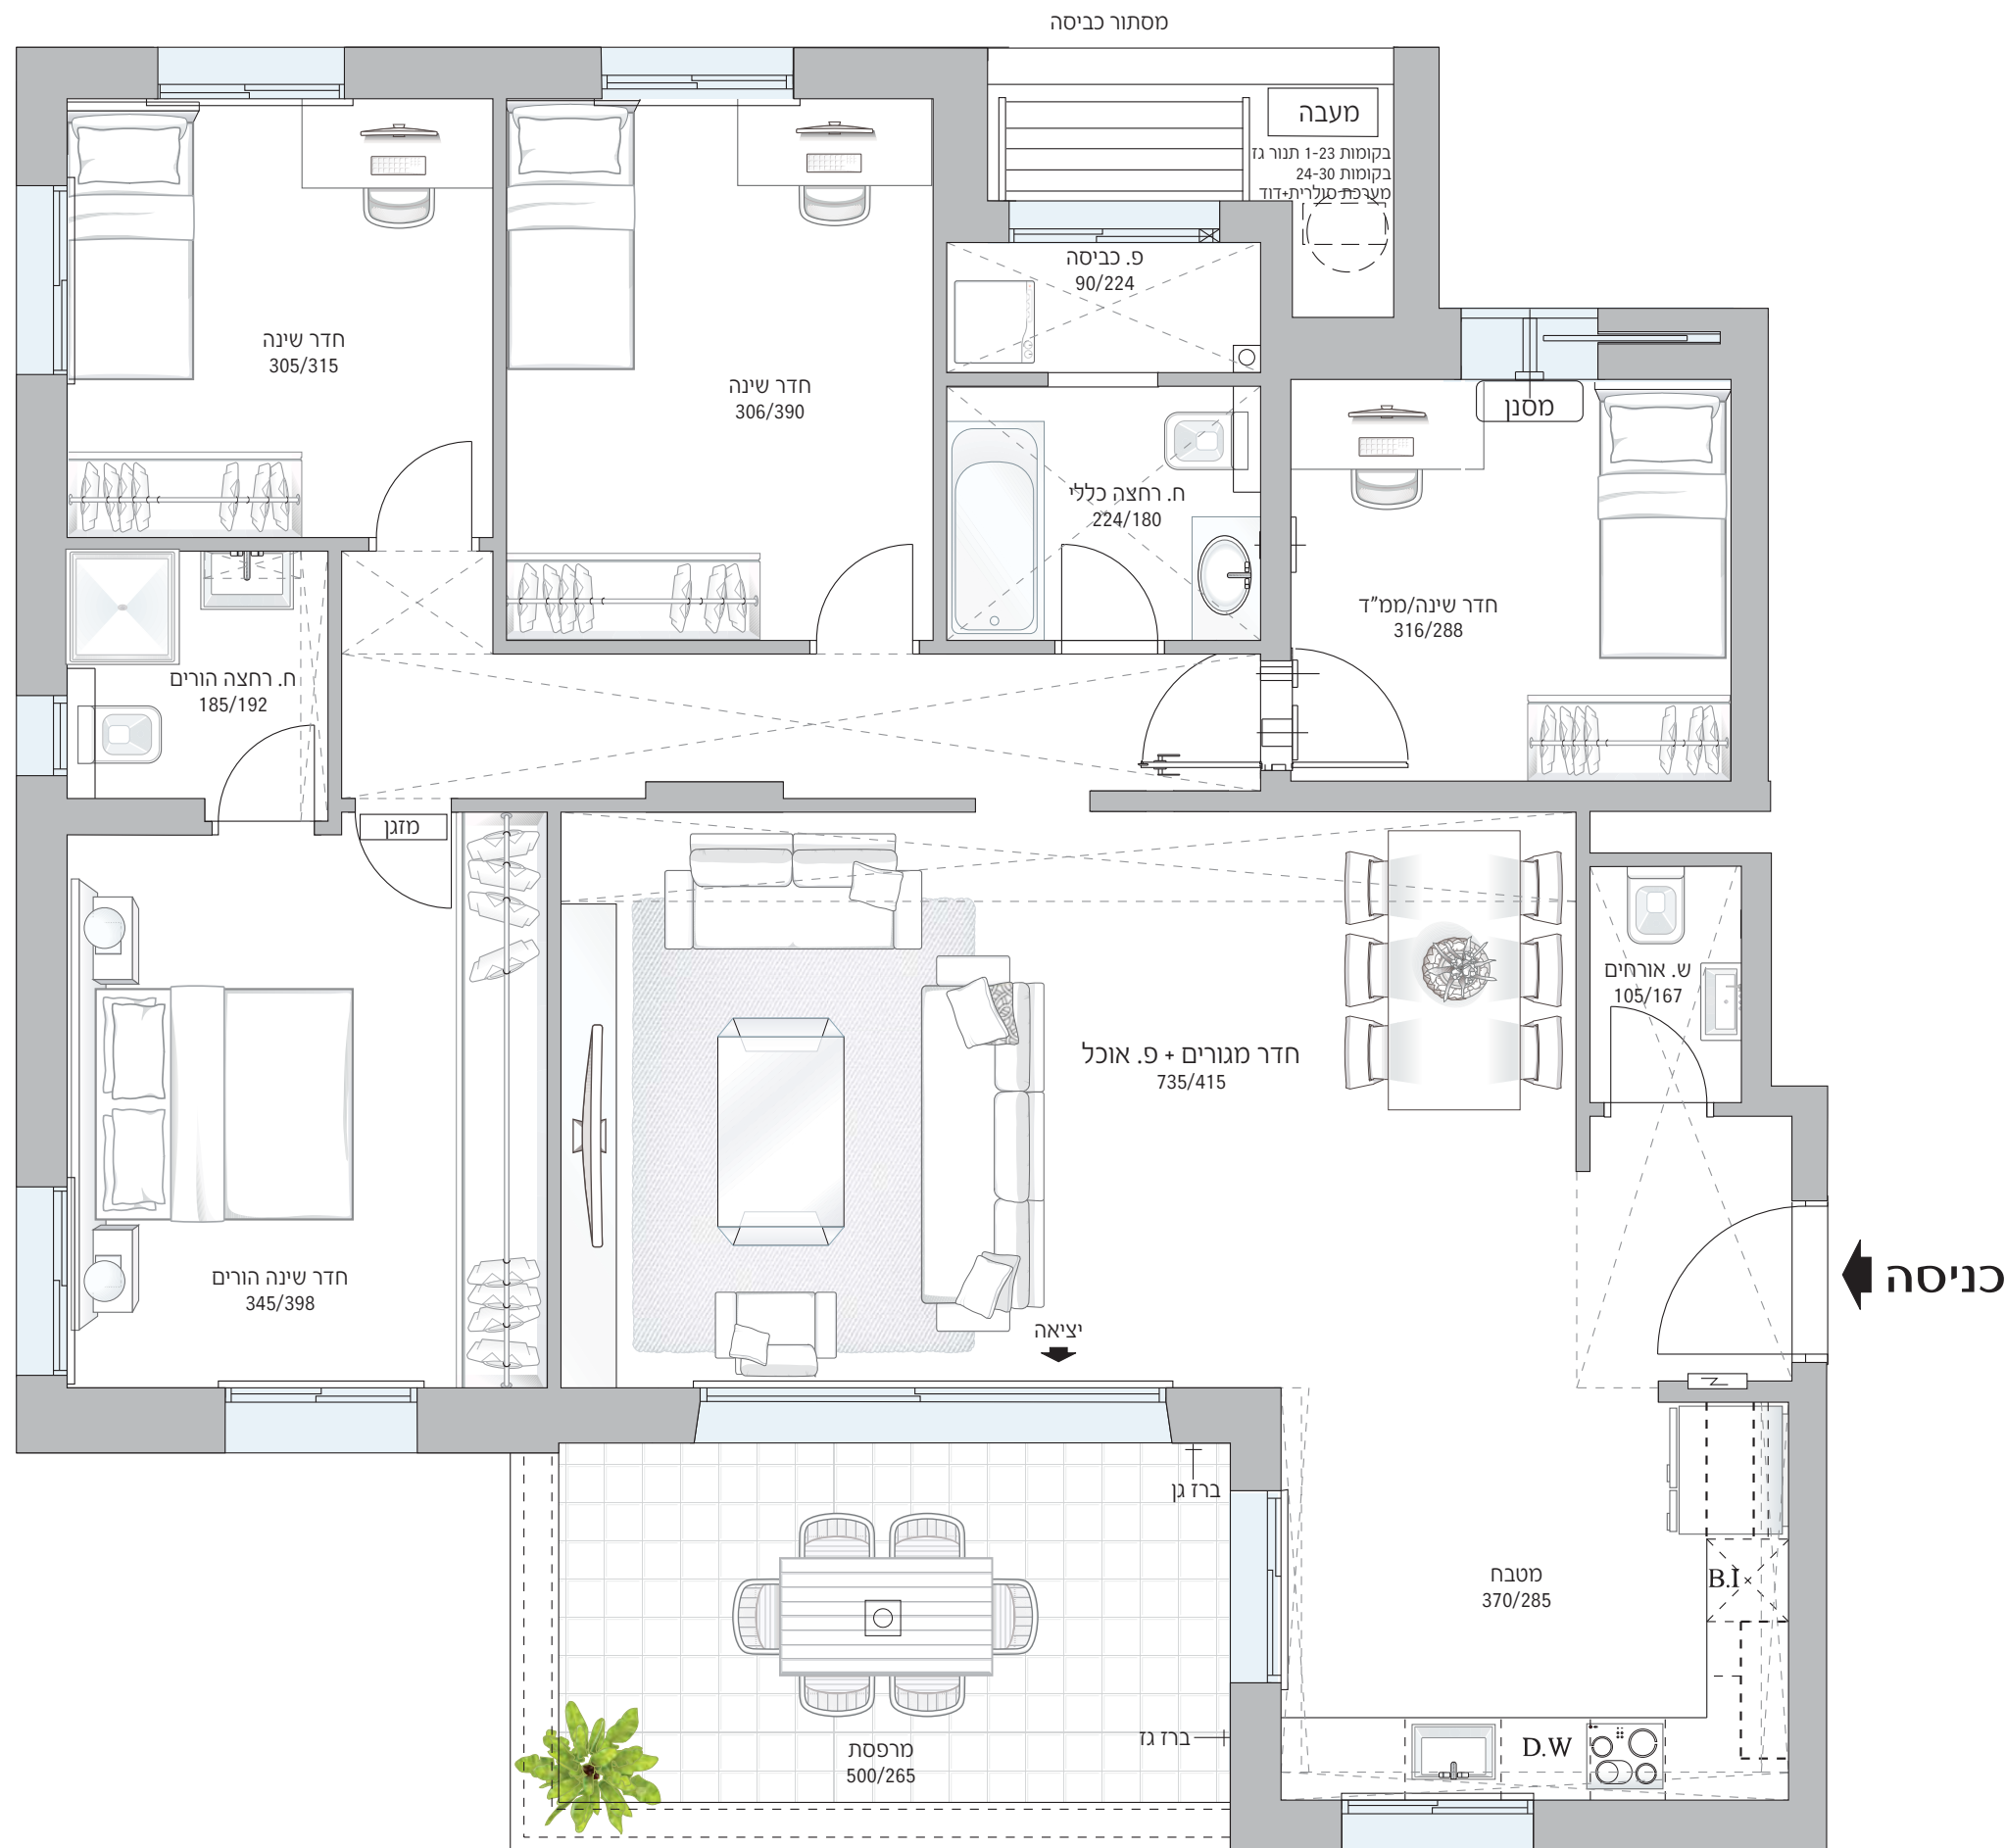 מסתור כביסה
מעבה
בקומות 1-23 תנור גז
בקומות 24-30
מערכת סולרית+דוד
פ. כביסה
90/224
חדר שינה
305/315
חדר שינה
306/390
מסנן
ח. רחצה כללי
224/180
חדר שינה/ממ"ד
316/288
ח. רחצה הורים
185/192
מזגן
ש. אורחים
105/167
חדר מגורים + פ. אוכל
735/415
כניסה
חדר שינה הורים
345/398
יציאה
ברז גן
מטבח
370/285
B.I
ברז גז
D.W
מרפסת
500/265